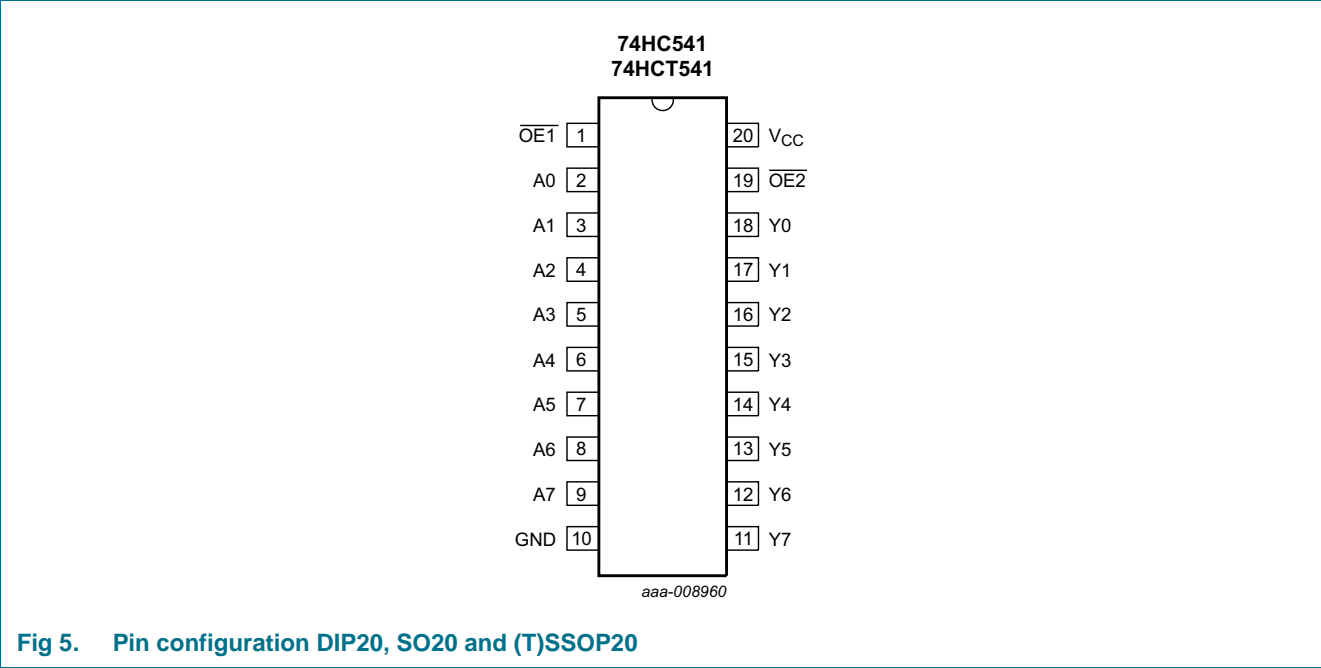 74HC541
74HCT541
O̅E̅1̅ 1 20 VCC
A0 2 19 O̅E̅2̅
A1 3 18 Y0
A2 4 17 Y1
A3 5 16 Y2
A4 6 15 Y3
A5 7 14 Y4
A6 8 13 Y5
A7 9 12 Y6
GND 10 11 Y7
aaa-008960
Fig 5. Pin configuration DIP20, SO20 and (T)SSOP20